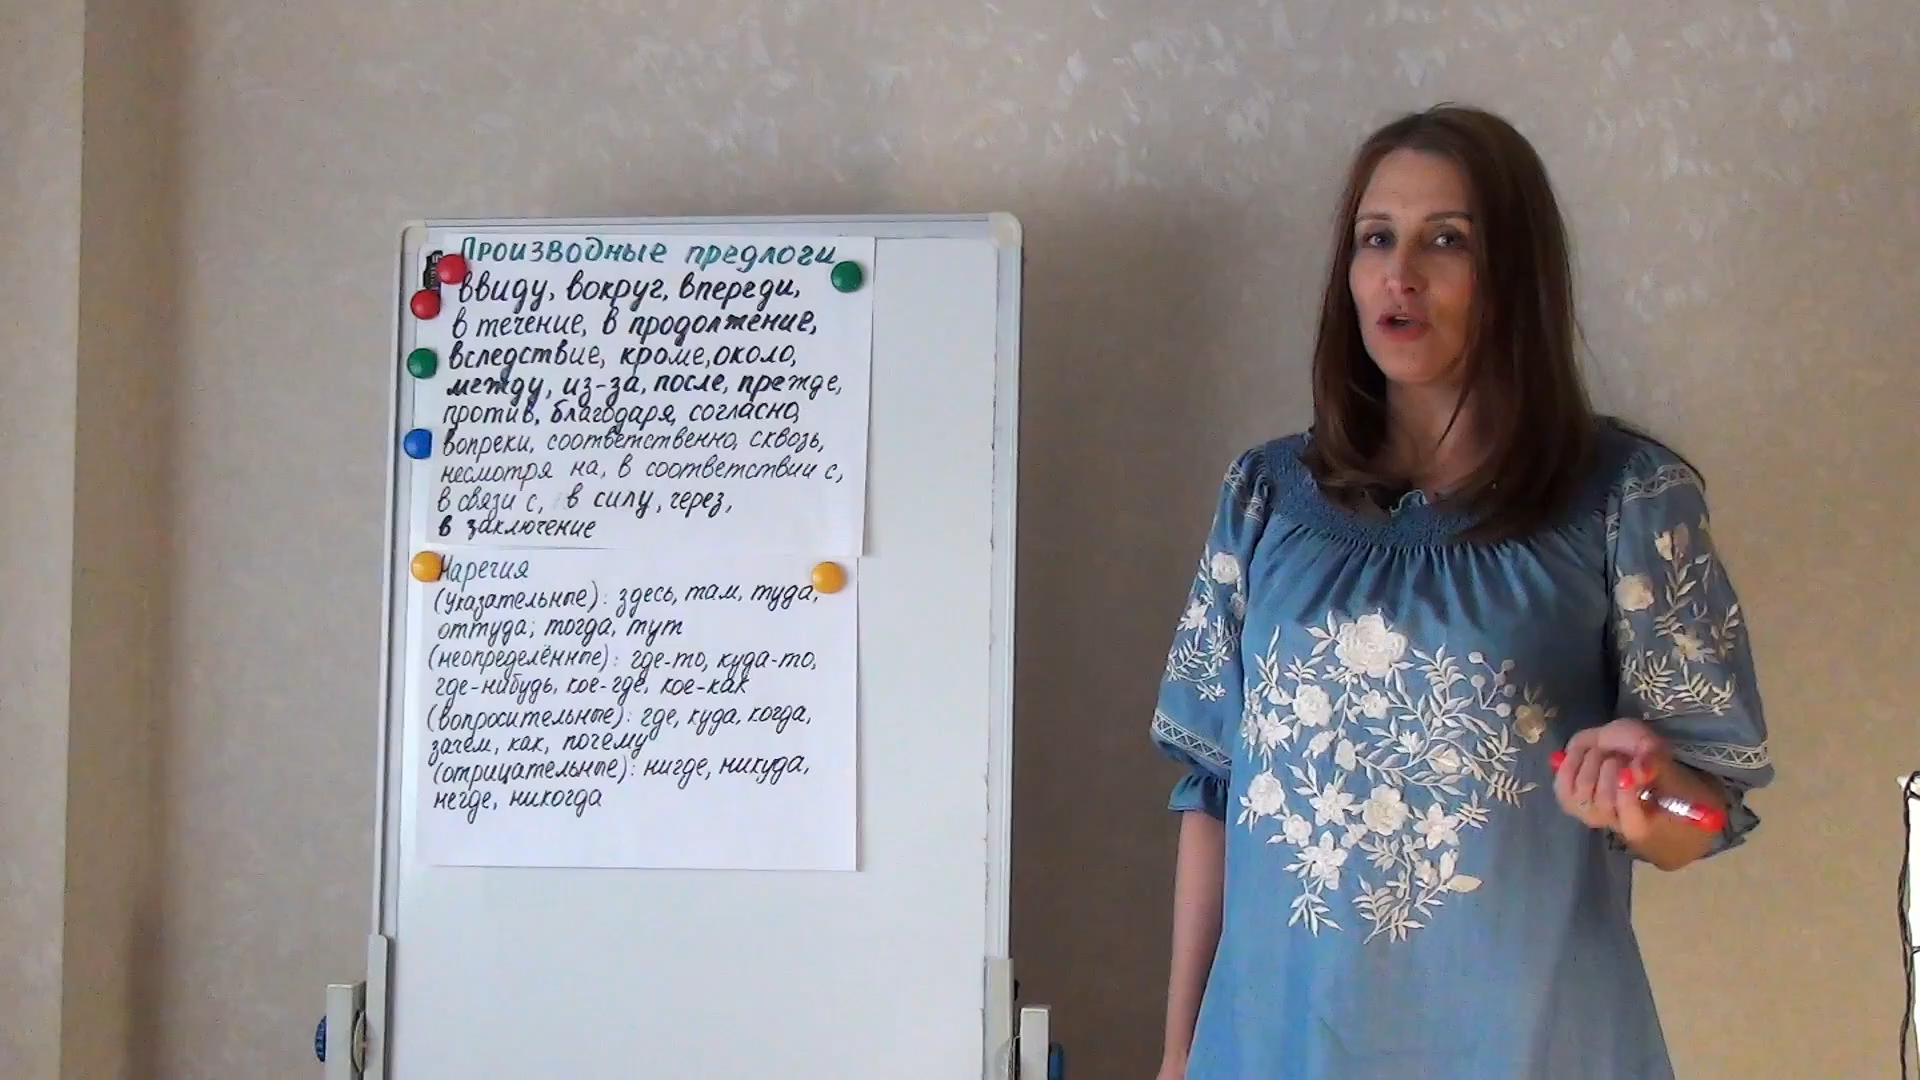 Производные предлоги
ввиду, вокруг, впереди,
в течение, в продолжение,
вследствие, кроме, около,
между, из-за, после, прежде,
против, благодаря, согласно,
вопреки, соответственно, сквозь,
несмотря на, в соответствии с,
в связи с, в силу, через,
в заключение
Наречия
(указательные): здесь, там, туда,
оттуда; тогда, тут
(неопределённые): где-то, куда-то,
где-нибудь, кое-где, кое-как
(вопросительные): где, куда, когда,
зачем, как, почему
(отрицательные): нигде, никуда,
негде, никогда